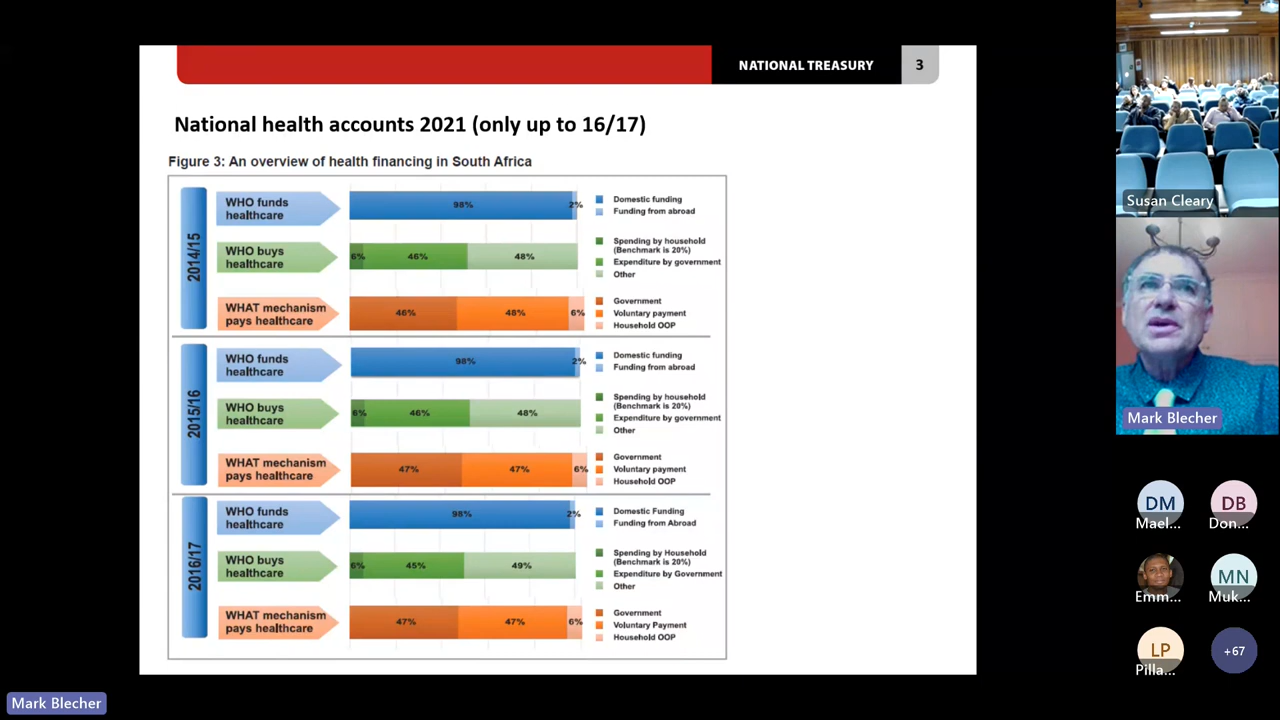 NATIONAL TREASURY
3
National health accounts 2021 (only up to 16/17)
Figure 3: An overview of health financing in South Africa
2014/15
WHO funds
healthcare
98%
2%
Domestic funding
Funding from abroad
WHO buys
healthcare
6%
46%
48%
Spending by household
(Benchmark is 20%)
Expenditure by government
Other
WHAT mechanism
pays healthcare
46%
48%
6%
Government
Voluntary payment
Household OOP
2015/16
WHO funds
healthcare
98%
2%
Domestic funding
Funding from abroad
WHO buys
healthcare
6%
46%
48%
Spending by household
(Benchmark is 20%)
Expenditure by government
Other
WHAT mechanism
pays healthcare
47%
47%
6%
Government
Voluntary payment
Household OOP
2016/17
WHO funds
healthcare
98%
2%
Domestic Funding
Funding from Abroad
WHO buys
healthcare
6%
45%
49%
Spending by Household
(Benchmark is 20%)
Expenditure by Government
Other
WHAT mechanism
pays healthcare
47%
47%
6%
Government
Voluntary Payment
Household OOP
Susan Cleary
Mark Blecher
DM
Mael...
DB
Don...
Emm...
MN
Muk...
LP
Pilla...
+67
Mark Blecher